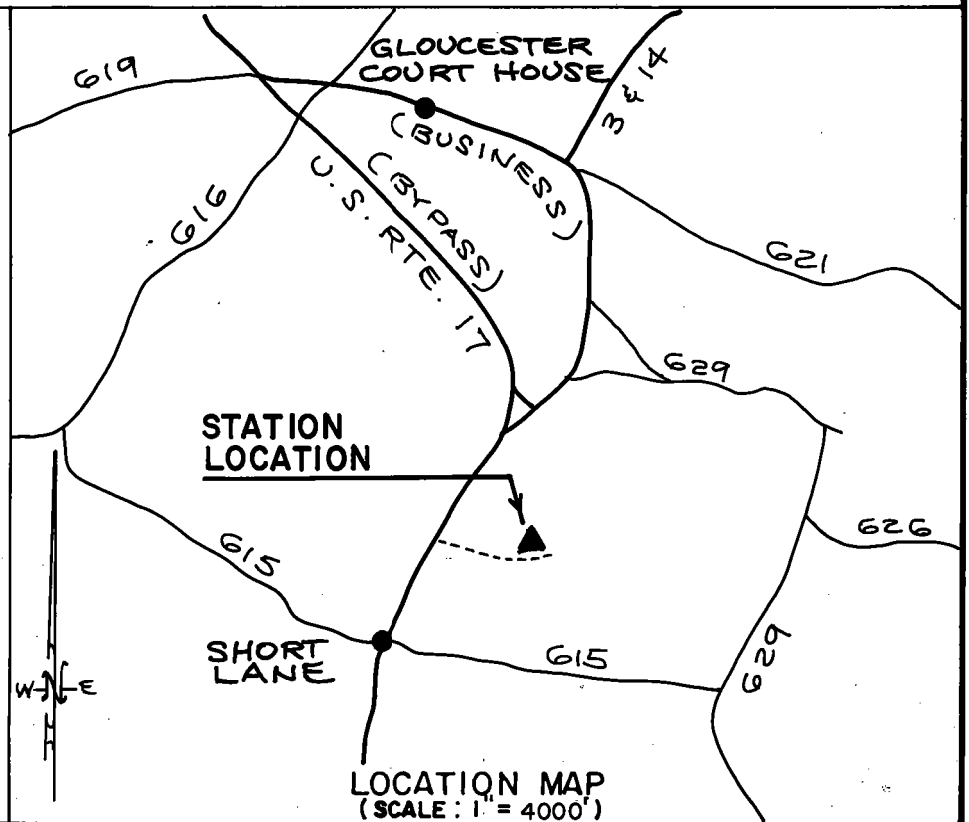 GLOUCESTER
COURT HOUSE
619
3 & 14
(BUSINESS)
(BYPASS)
U.S. RTE. 17
616
621
629
STATION
LOCATION
626
615
SHORT
LANE
615
629
W N E
LOCATION MAP
(SCALE: 1" = 4000')